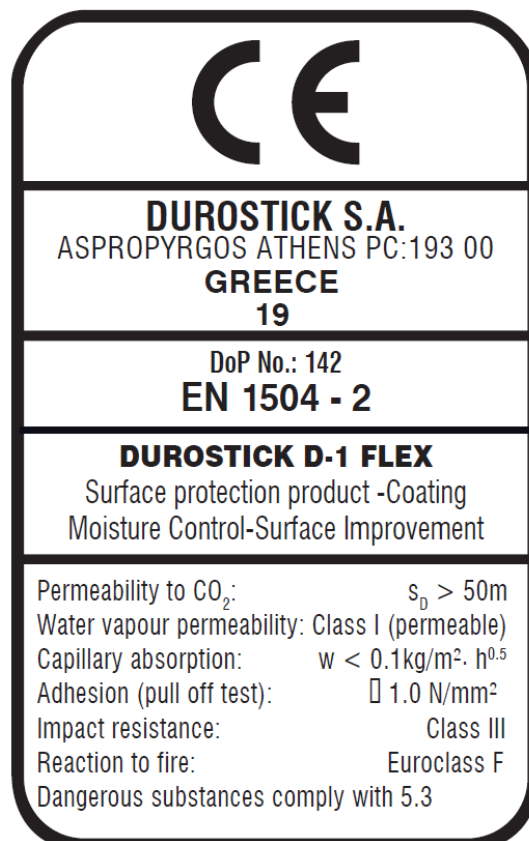 CE
DUROSTICK S.A.
ASPROPYRGOS ATHENS PC:193 00
GREECE
19
DoP No.: 142
EN 1504 - 2
DUROSTICK D-1 FLEX
Surface protection product -Coating
Moisture Control-Surface Improvement
Permeability to CO₂: s_D > 50m
Water vapour permeability: Class I (permeable)
Capillary absorption: w < 0.1kg/m²· h⁰·⁵
Adhesion (pull off test): ▯ 1.0 N/mm²
Impact resistance: Class III
Reaction to fire: Euroclass F
Dangerous substances comply with 5.3